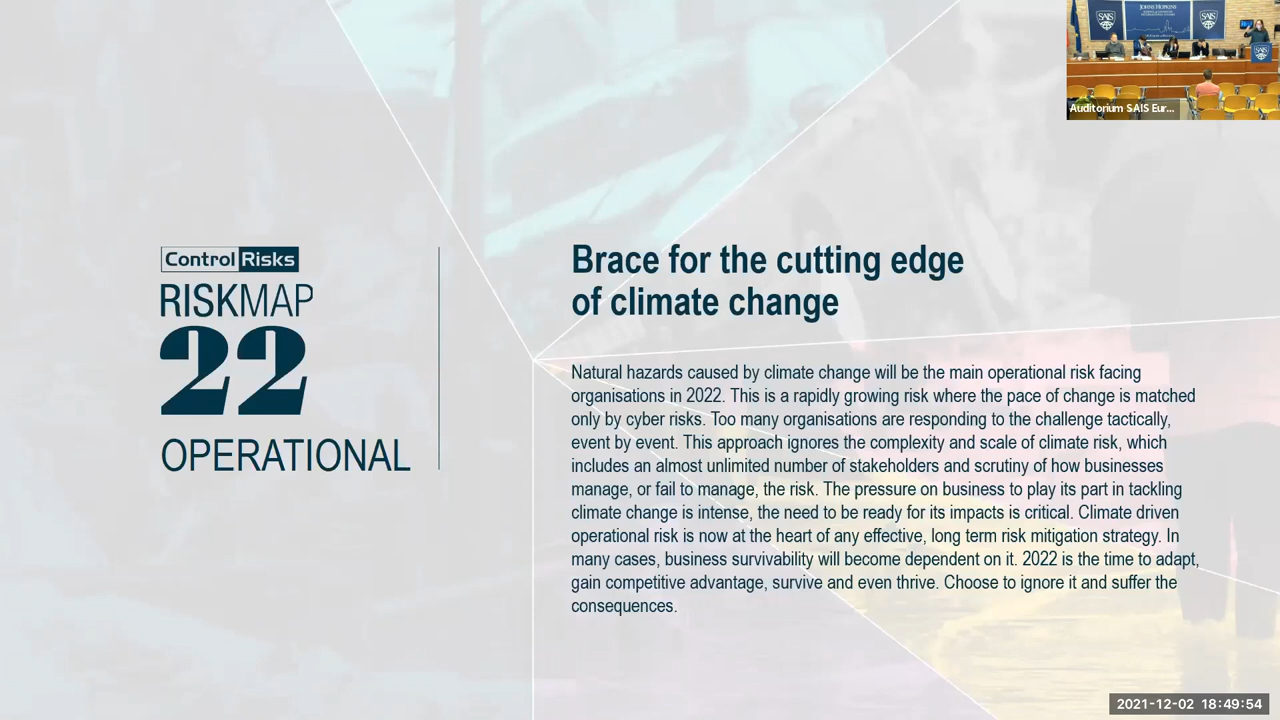 Control Risks
RISKMAP
22
OPERATIONAL
Brace for the cutting edge
of climate change
Natural hazards caused by climate change will be the main operational risk facing
organisations in 2022. This is a rapidly growing risk where the pace of change is matched
only by cyber risks. Too many organisations are responding to the challenge tactically,
event by event. This approach ignores the complexity and scale of climate risk, which
includes an almost unlimited number of stakeholders and scrutiny of how businesses
manage, or fail to manage, the risk. The pressure on business to play its part in tackling
climate change is intense, the need to be ready for its impacts is critical. Climate driven
operational risk is now at the heart of any effective, long term risk mitigation strategy. In
many cases, business survivability will become dependent on it. 2022 is the time to adapt,
gain competitive advantage, survive and even thrive. Choose to ignore it and suffer the
consequences.
SAIS
JOHNS HOPKINS
SAIS
SAIS
Auditorium SAIS Eur...
2021-12-02 18:49:54